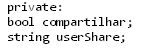 private:
bool compartilhar;
string userShare;